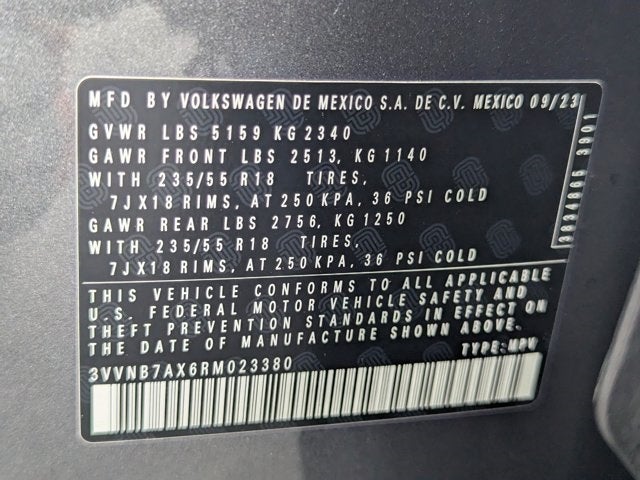 MFD BY VOLKSWAGEN DE MEXICO S.A. DE C.V. MEXICO 09/23
GVWR LBS 5159 KG 2340
GAWR FRONT LBS 2513, KG 1140
WITH 235/55 R18 TIRES,
7JX18 RIMS, AT 250 KPA, 36 PSI COLD
GAWR REAR LBS 2756, KG 1250
WITH 235/55 R18 TIRES,
7JX18 RIMS, AT 250 KPA, 36 PSI COLD
THIS VEHICLE CONFORMS TO ALL APPLICABLE
U.S. FEDERAL MOTOR VEHICLE SAFETY AND
THEFT PREVENTION STANDARDS IN EFFECT ON
THE DATE OF MANUFACTURE SHOWN ABOVE.
3VVNB7AX6RM023380
TYPE: MPV
3901